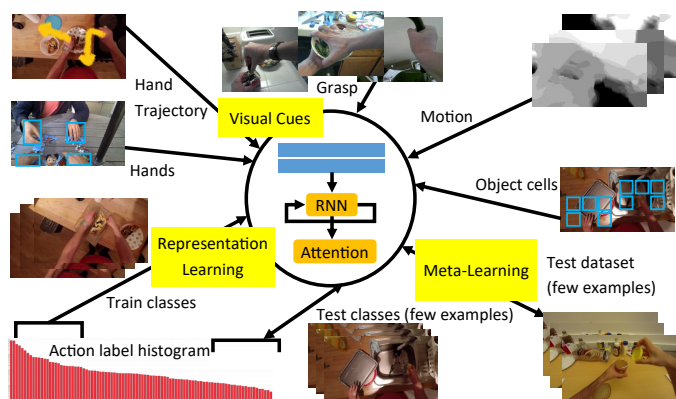 Hand
Trajectory
Grasp
Visual Cues
Motion
Hands
Object cells
RNN
Representation
Learning
Attention
Meta-Learning
Test dataset
(few examples)
Train classes
Test classes (few examples)
Action label histogram